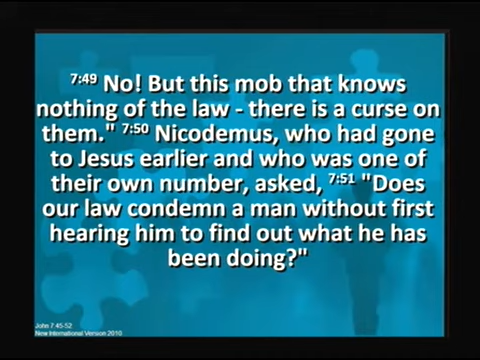 7:49 No! But this mob that knows
nothing of the law - there is a curse on
them." 7:50 Nicodemus, who had gone
to Jesus earlier and who was one of
their own number, asked, 7:51 "Does
our law condemn a man without first
hearing him to find out what he has
been doing?"
John 7:45-52
New International Version 2010